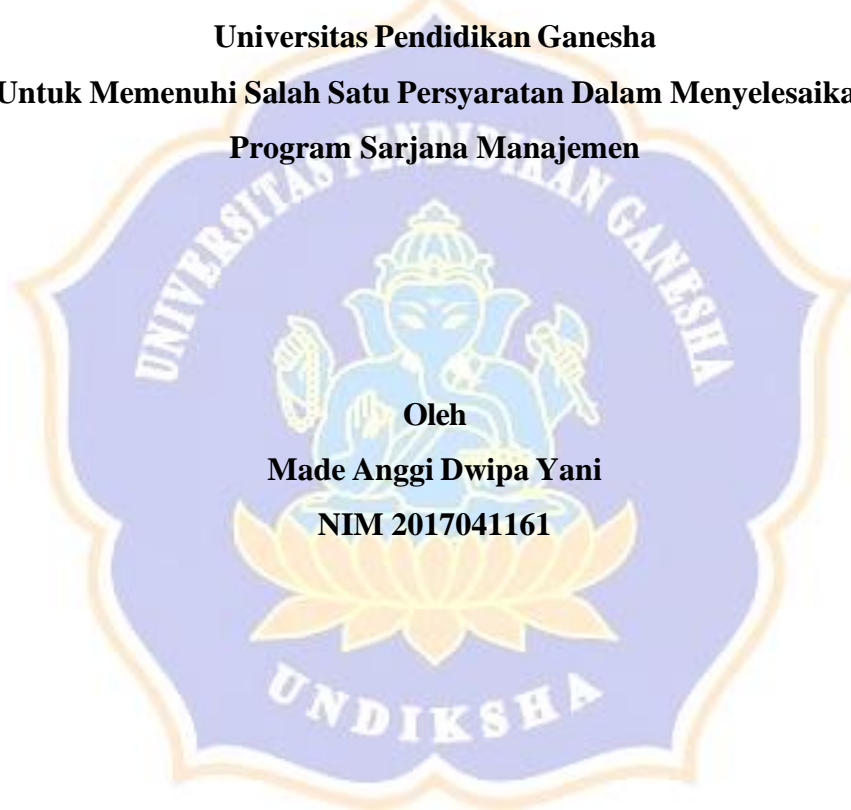 Universitas Pendidikan Ganesha
Untuk Memenuhi Salah Satu Persyaratan Dalam Menyelesaika
Program Sarjana Manajemen
UNIVERSITAS PENDIDIKAN GANESHA
Oleh
Made Anggi Dwipa Yani
NIM 2017041161
UNDIKSHA